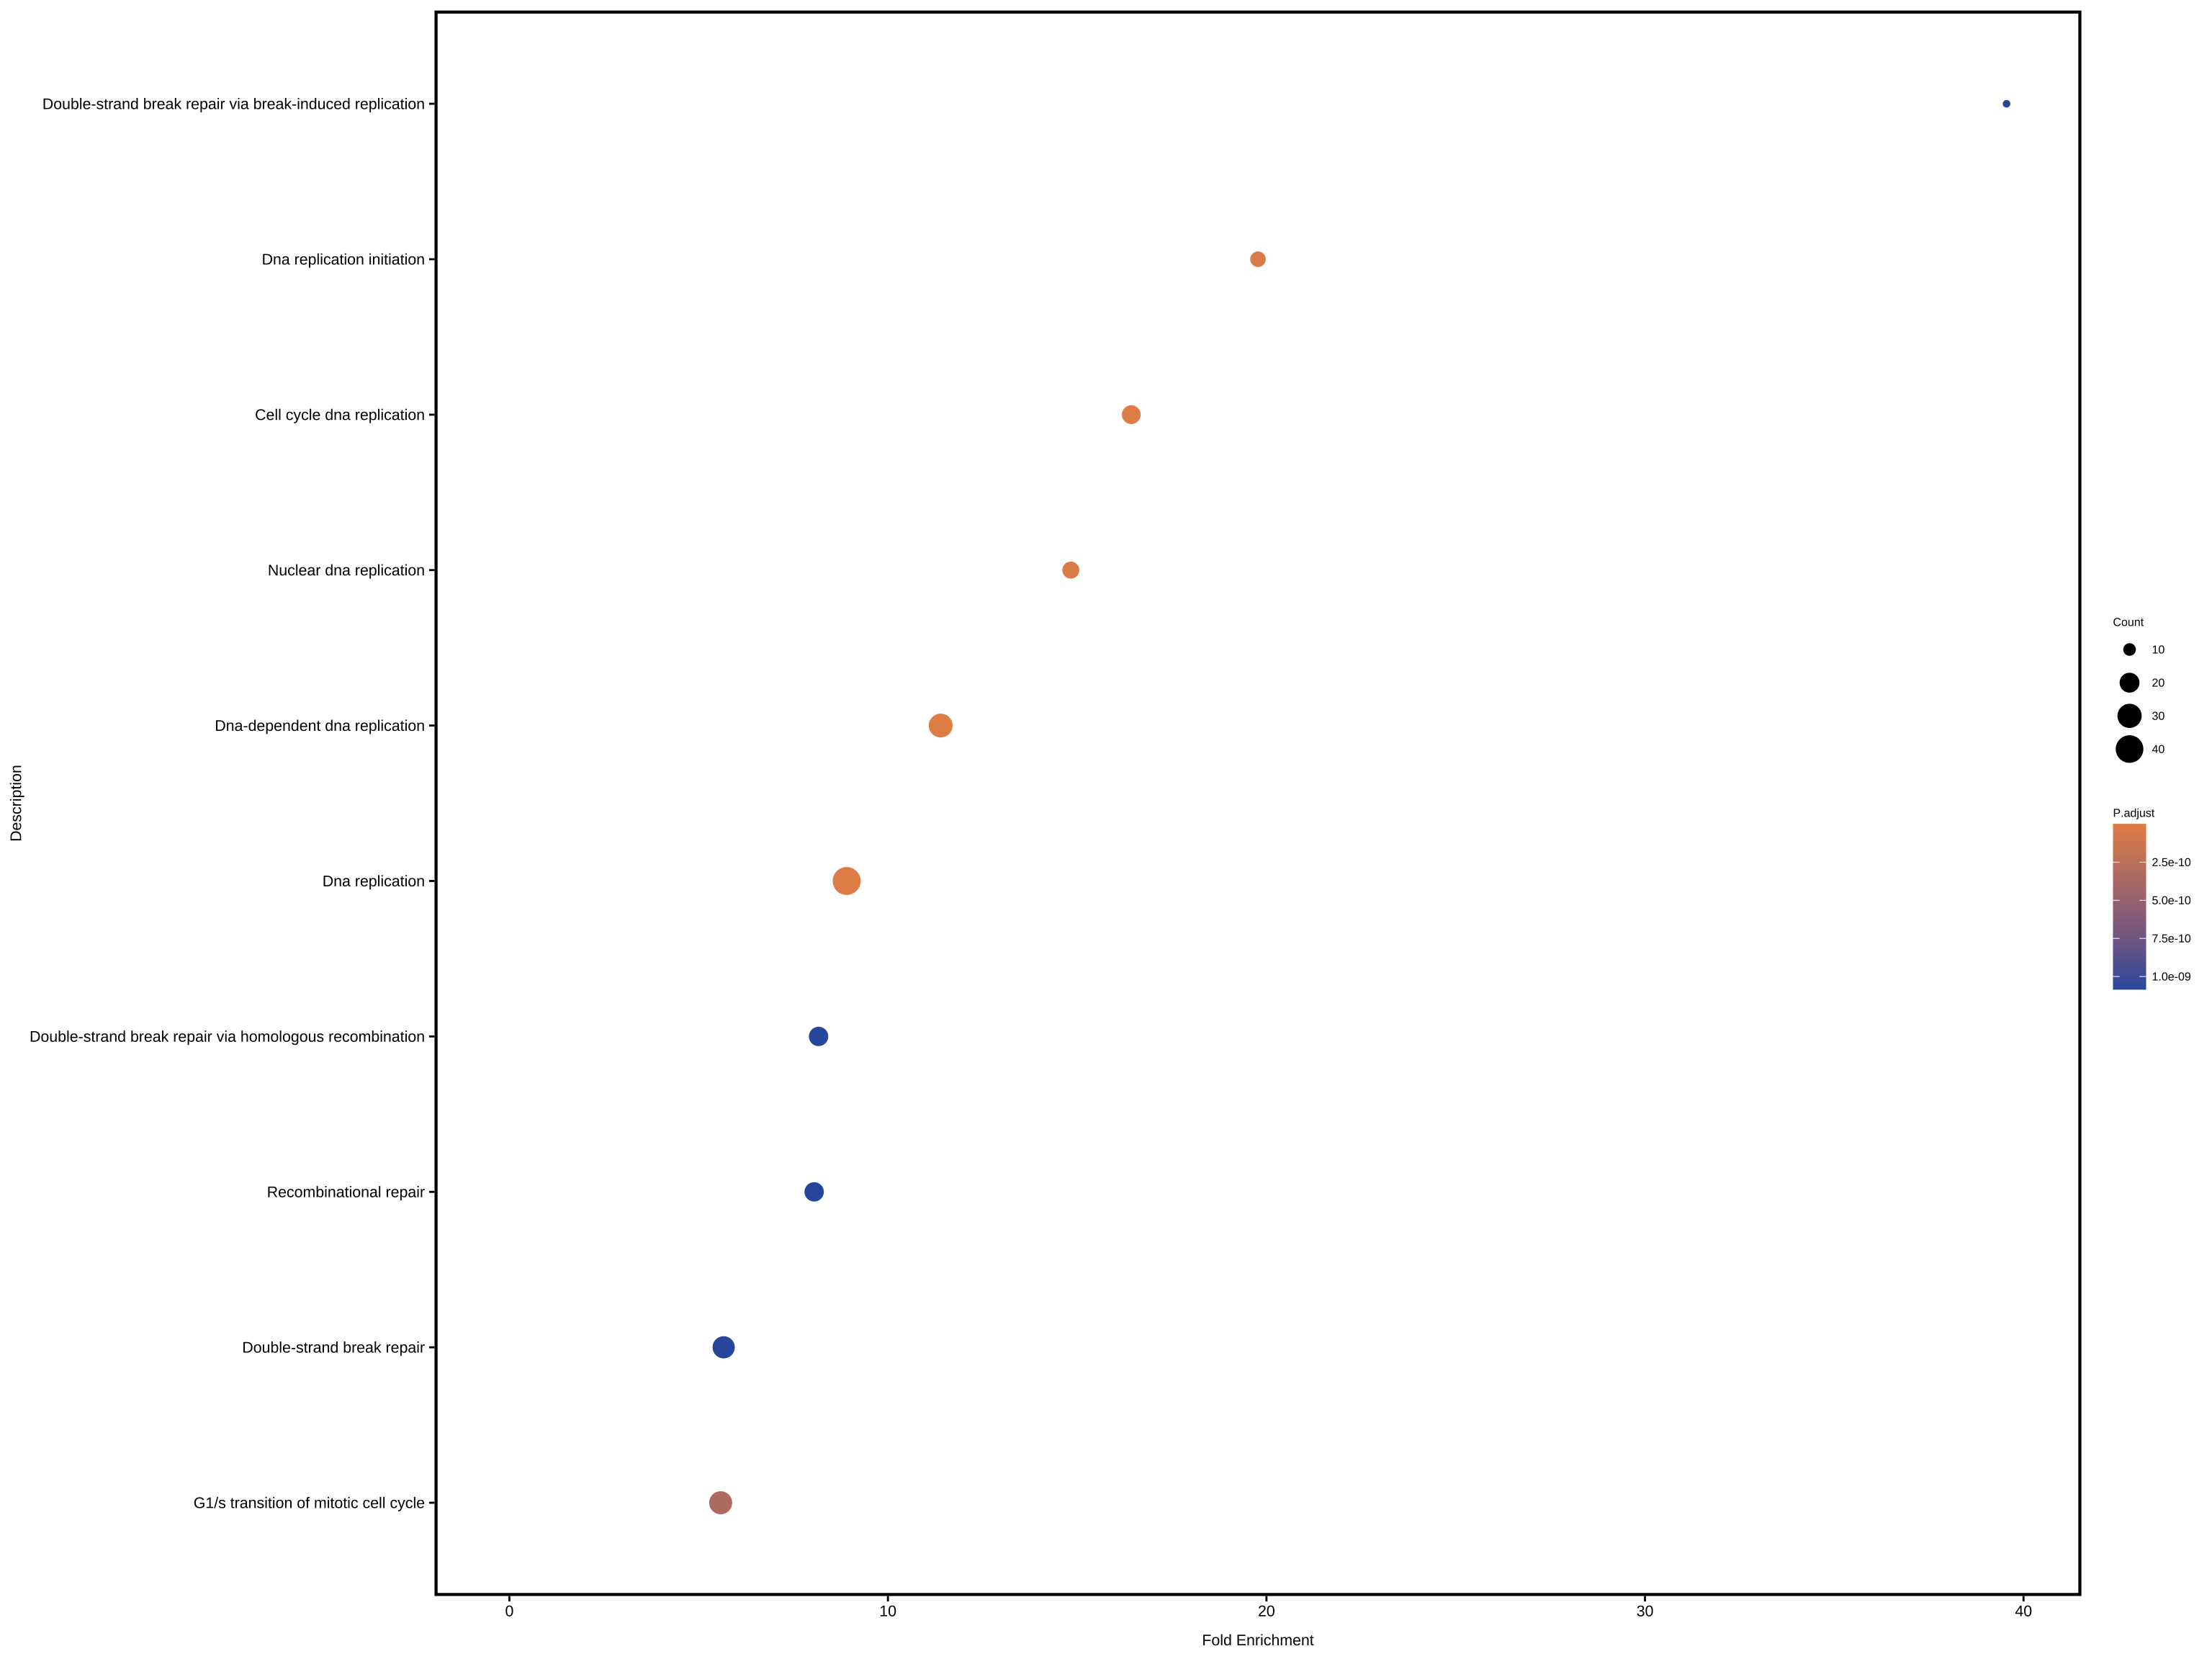 Double-strand break repair via break-induced replication
Dna replication initiation
Cell cycle dna replication
Nuclear dna replication
Dna-dependent dna replication
Dna replication
Double-strand break repair via homologous recombination
Recombinational repair
Double-strand break repair
G1/s transition of mitotic cell cycle
Description
0 10 20 30 40
Fold Enrichment
Count
10
20
30
40
P.adjust
2.5e-10
5.0e-10
7.5e-10
1.0e-09